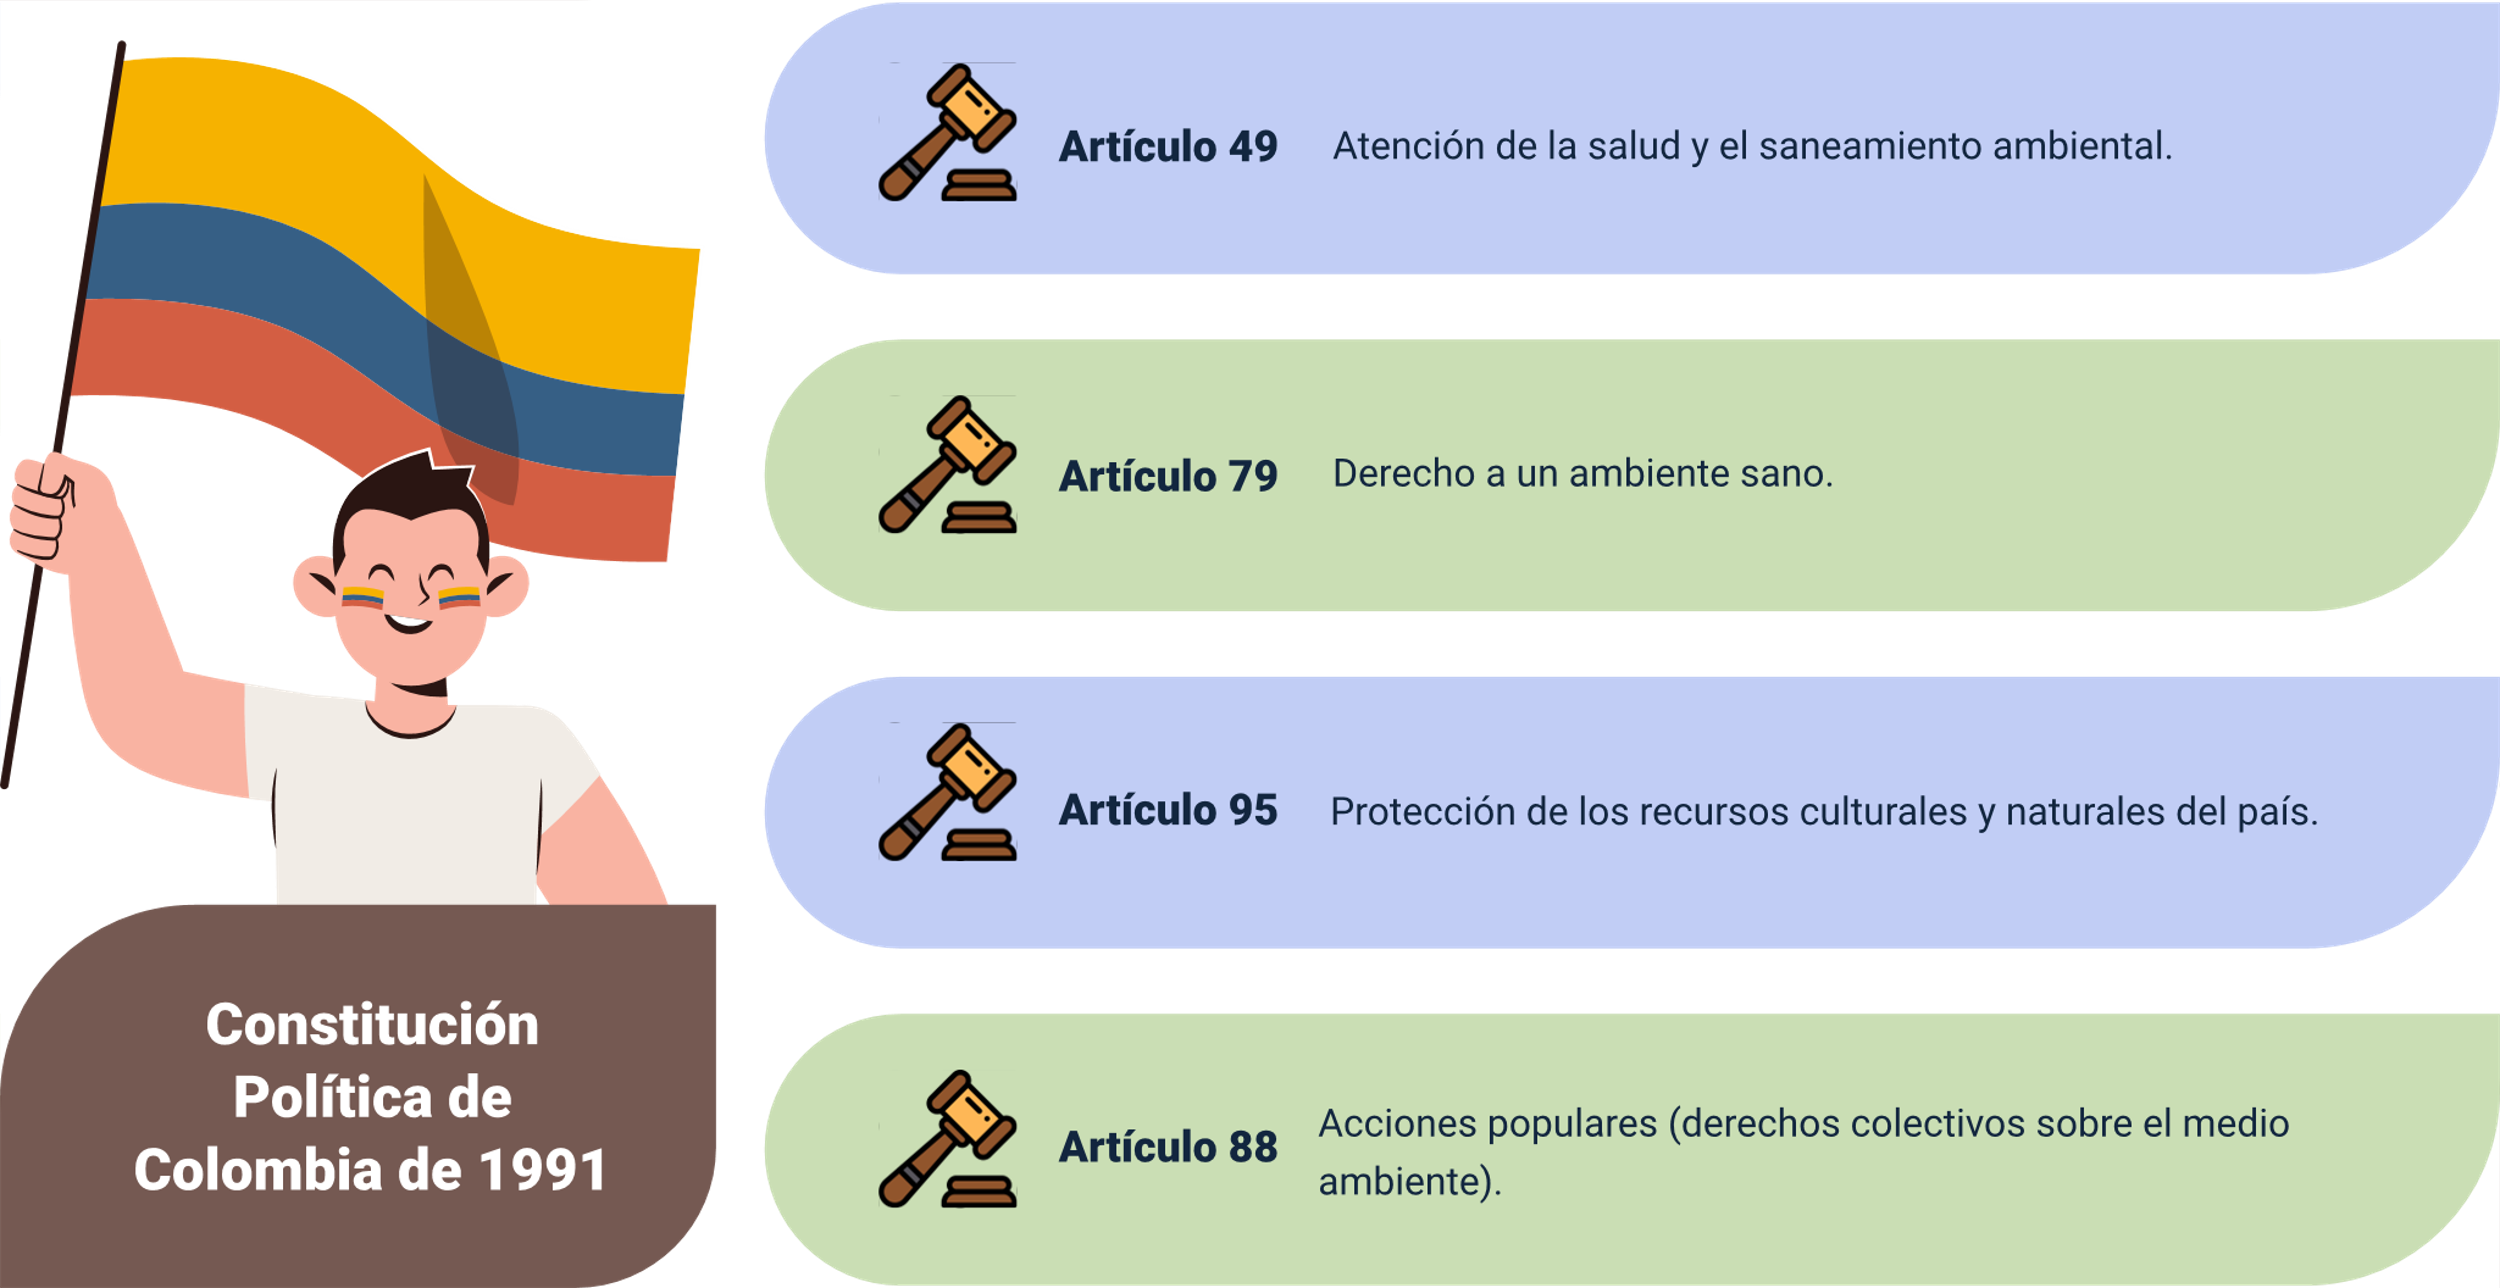 Artículo 49 Atención de la salud y el saneamiento ambiental.
Artículo 79 Derecho a un ambiente sano.
Artículo 95 Protección de los recursos culturales y naturales del país.
Artículo 88 Acciones populares (derechos colectivos sobre el medio
ambiente).
Constitución
Política de
Colombia de 1991